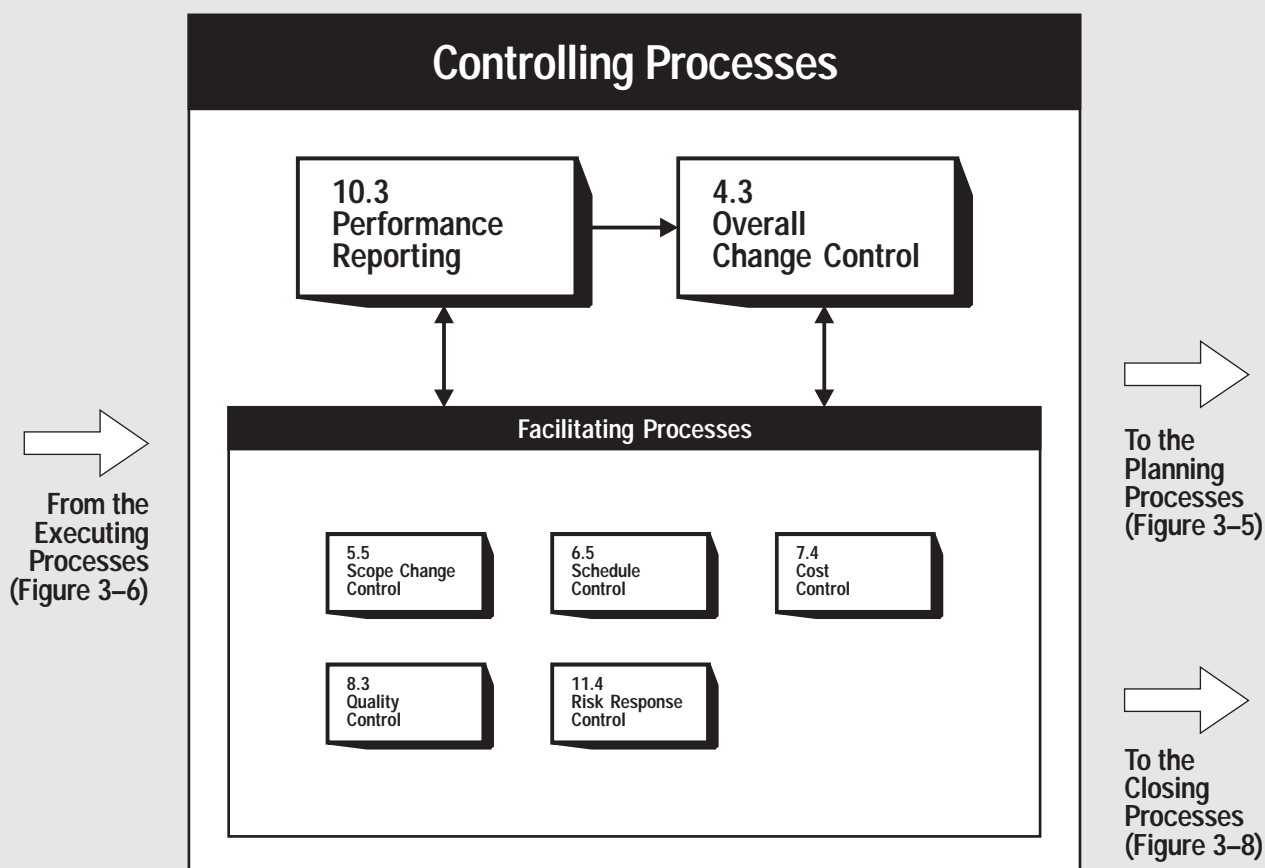 Controlling Processes
10.3
Performance
Reporting
4.3
Overall
Change Control
From the
Executing
Processes
(Figure 3–6)
Facilitating Processes
5.5
Scope Change
Control
6.5
Schedule
Control
7.4
Cost
Control
8.3
Quality
Control
11.4
Risk Response
Control
To the
Planning
Processes
(Figure 3–5)
To the
Closing
Processes
(Figure 3–8)